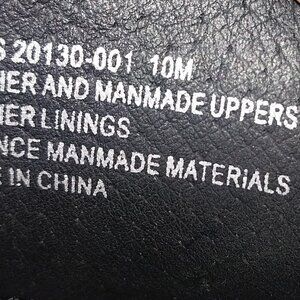 S 20130-001 10M
HER AND MANMADE UPPERS
HER LININGS
NCE MANMADE MATERIALS
E IN CHINA